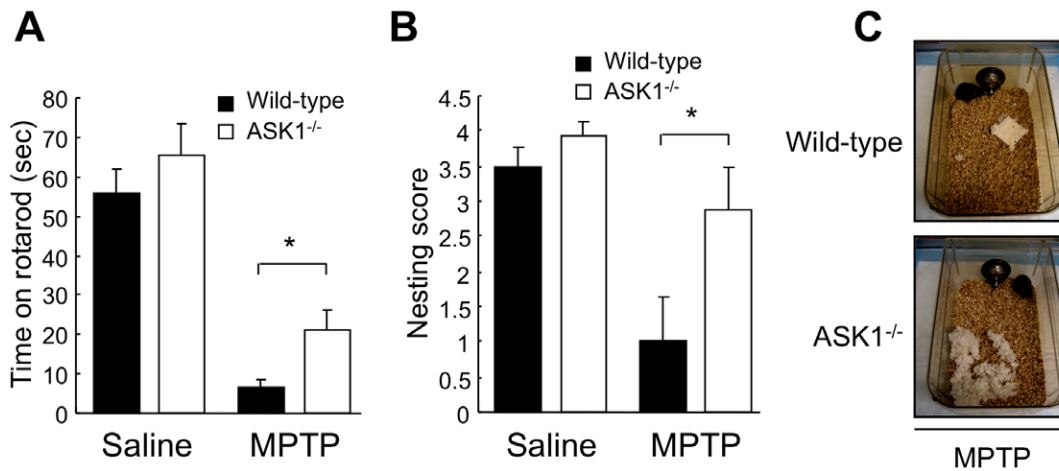 A
Wild-type
ASK1-/-
Time on rotarod (sec)
80
70
60
50
40
30
20
10
0
*
Saline MPTP
B
Wild-type
ASK1-/-
Nesting score
4.5
4
3.5
3
2.5
2
1.5
1
0.5
0
*
Saline MPTP
C
Wild-type
ASK1-/-
MPTP